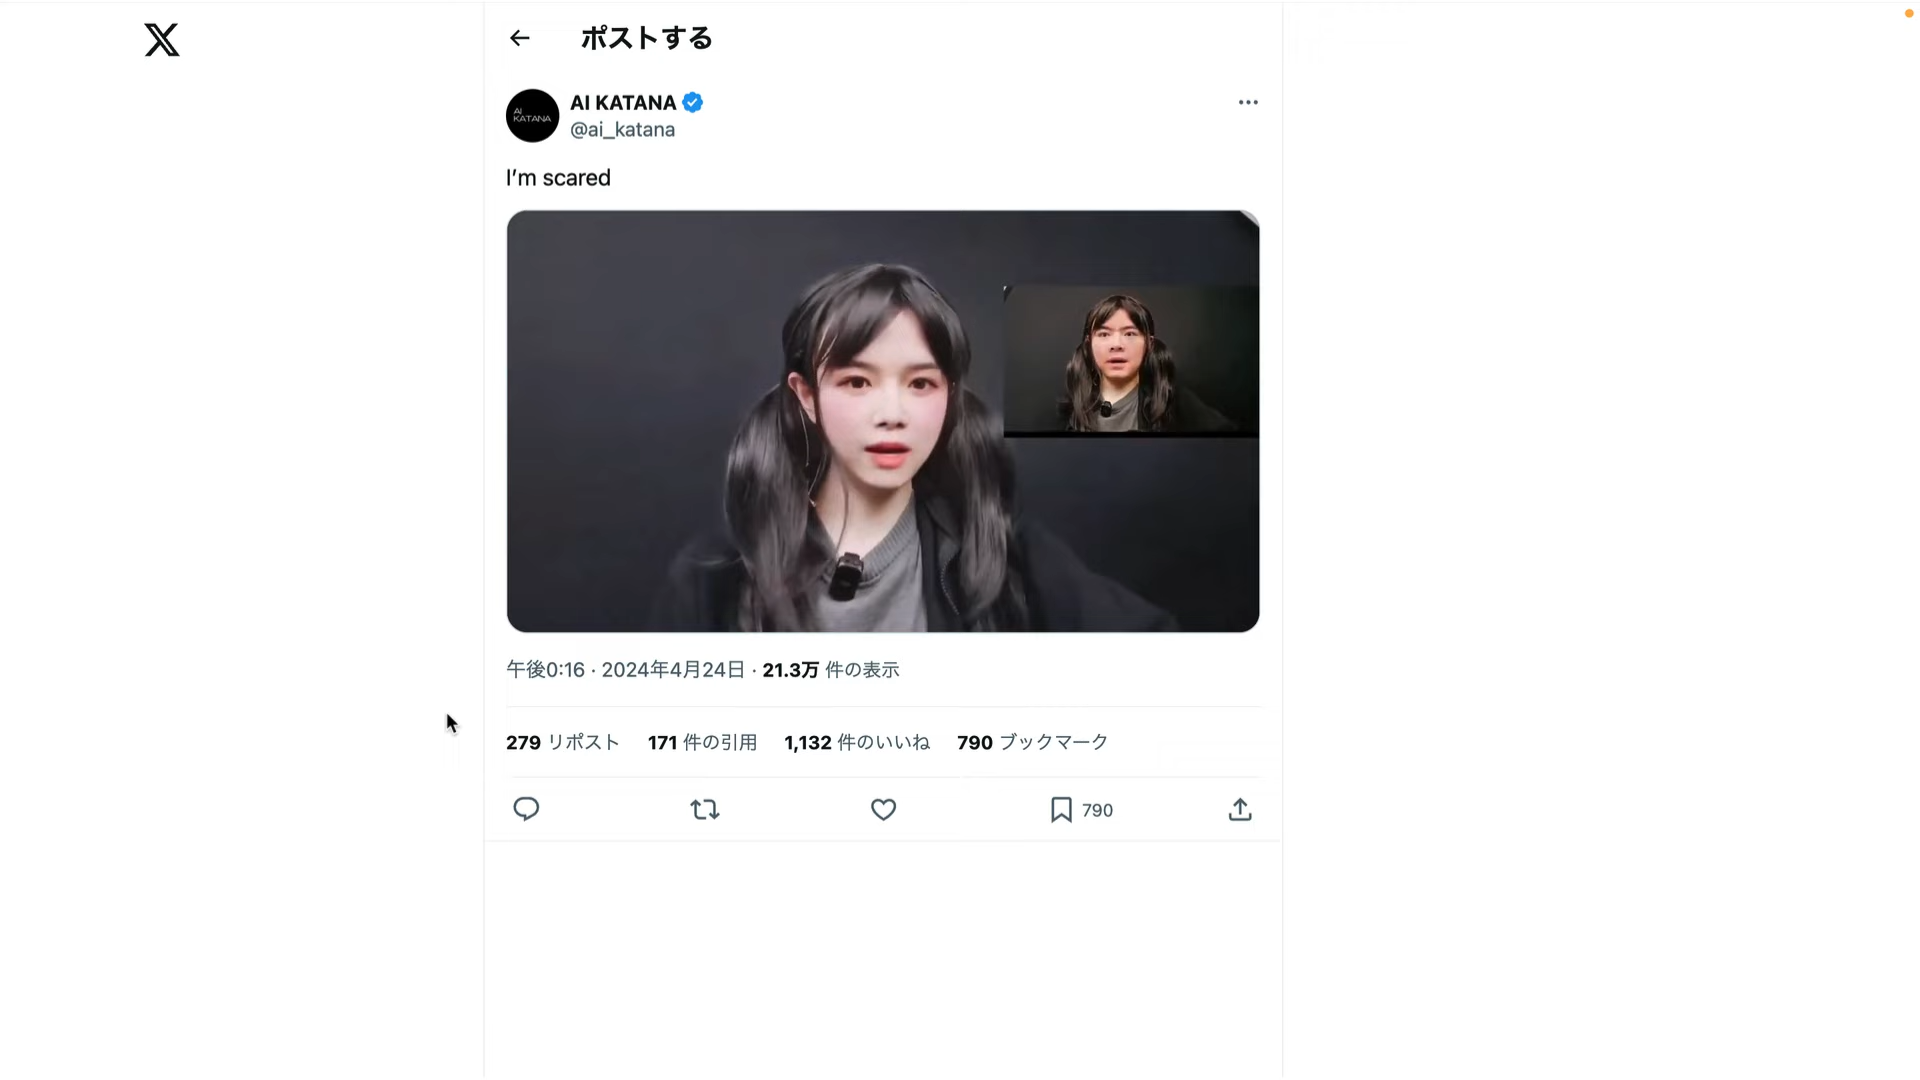 ポストする
AI KATANA
AI KATANA
@ai_katana
I’m scared
午後0:16 · 2024年4月24日 · 21.3万 件の表示
279 リポスト 171 件の引用 1,132 件のいいね 790 ブックマーク
790